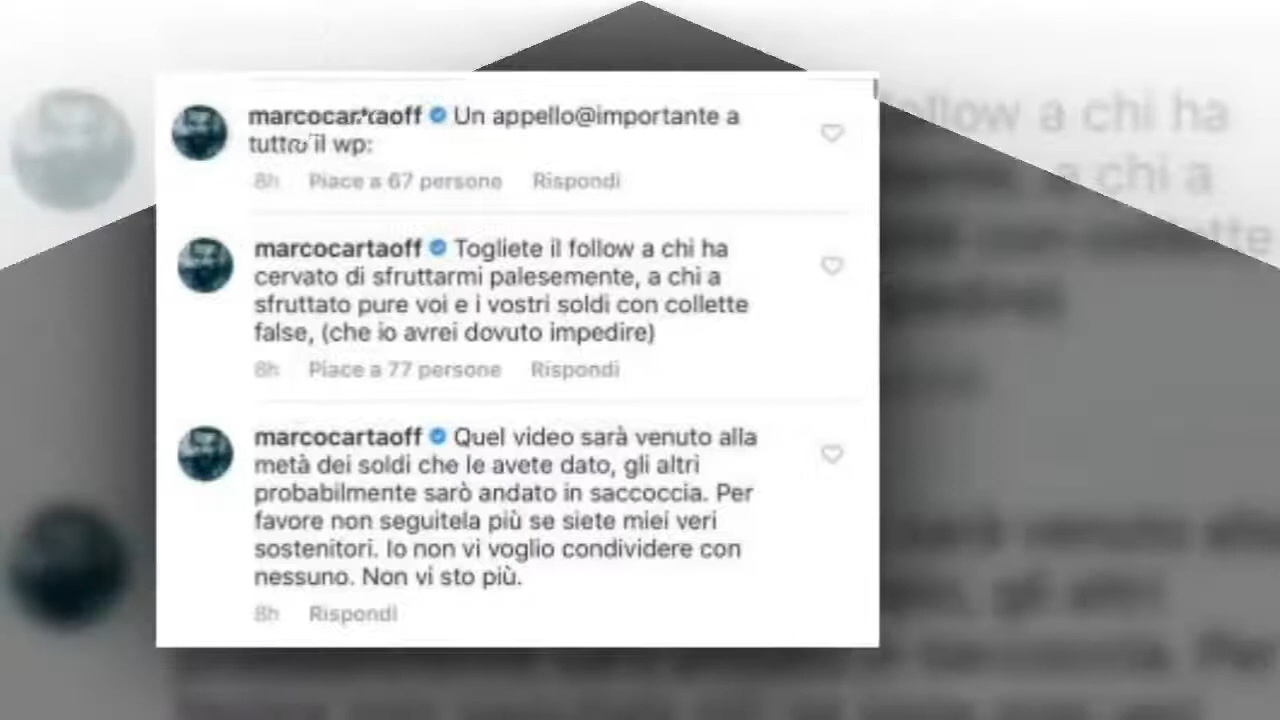 marcocartaoff Un appello@importante a
tutto il wp:
8h Piace a 67 persone Rispondi
marcocartaoff Togliete il follow a chi ha
cervato di sfruttarmi palesemente, a chi a
sfruttato pure voi e i vostri soldi con collette
false, (che io avrei dovuto impedire)
8h Piace a 77 persone Rispondi
marcocartaoff Quel video sarà venuto alla
metà dei soldi che le avete dato, gli altri
probabilmente sarò andato in saccoccia. Per
favore non seguitela più se siete miei veri
sostenitori. Io non vi voglio condividere con
nessuno. Non vi sto più.
8h Rispondi
ollow a chi ha
a chi a